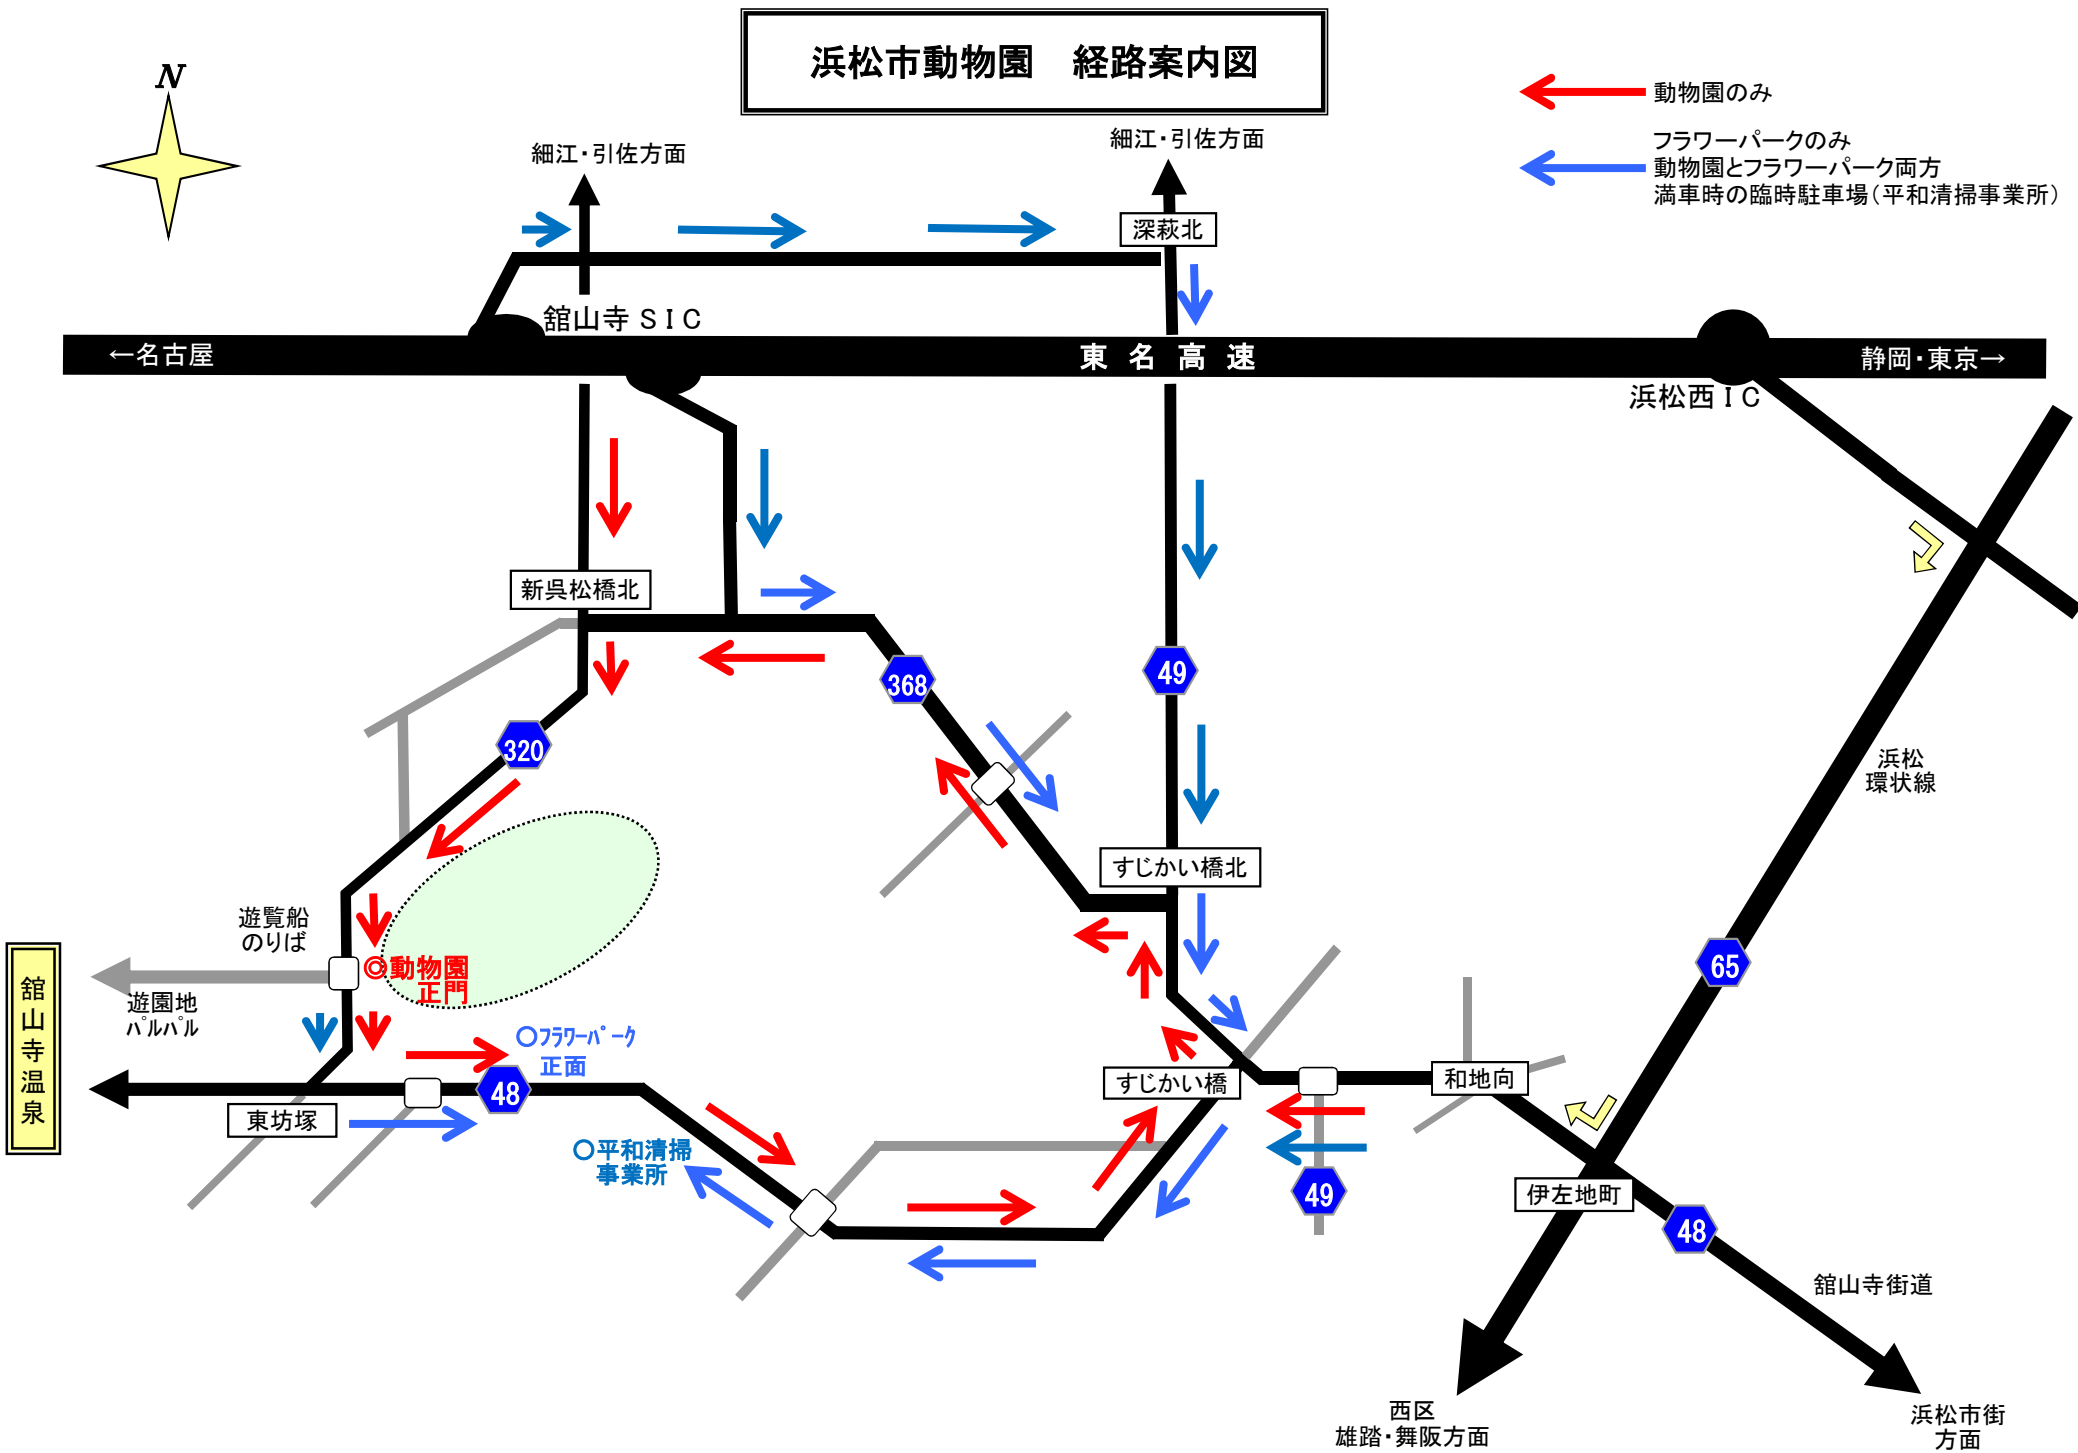 浜松市動物園　経路案内図
N
動物園のみ
フラワーパークのみ
動物園とフラワーパーク両方
満車時の臨時駐車場（平和清掃事業所）
細江・引佐方面
細江・引佐方面
深萩北
舘山寺ＳＩＣ
←名古屋
東名高速
静岡・東京→
浜松西ＩＣ
新呉松橋北
368
49
320
浜松
環状線
すじかい橋北
遊覧船
のりば
◎動物園
正門
65
舘山寺温泉
遊園地
ﾊﾟﾙﾊﾟﾙ
○ﾌﾗﾜｰﾊﾟｰｸ
正面
48
すじかい橋
和地向
東坊塚
○平和清掃
事業所
49
伊左地町
48
舘山寺街道
西区
雄踏・舞阪方面
浜松市街
方面